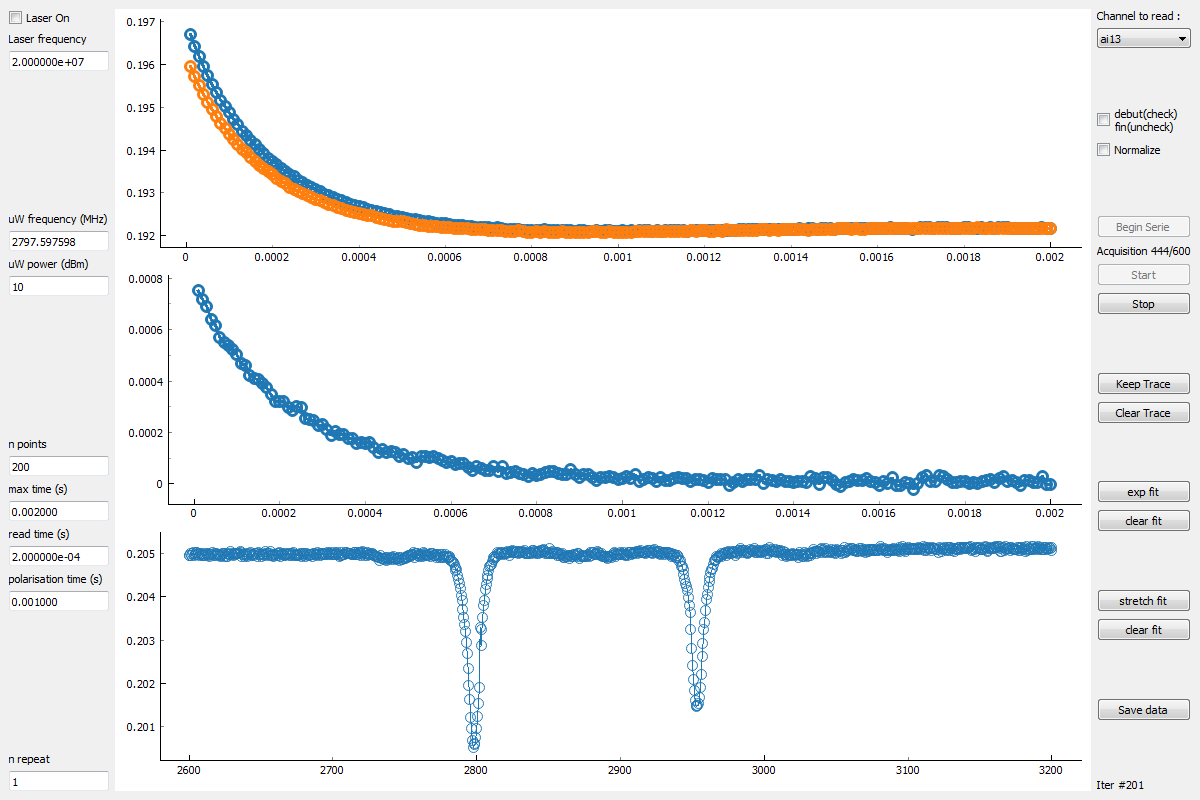 Laser On
Laser frequency
2.000000e+07
uW frequency (MHz)
2797.597598
uW power (dBm)
10
n points
200
max time (s)
0.002000
read time (s)
2.000000e-04
polarisation time (s)
0.001000
n repeat
1
0.197
0.196
0.195
0.194
0.193
0.192
0 0.0002 0.0004 0.0006 0.0008 0.001 0.0012 0.0014 0.0016 0.0018 0.002
0.0008
0.0006
0.0004
0.0002
0
0 0.0002 0.0004 0.0006 0.0008 0.001 0.0012 0.0014 0.0016 0.0018 0.002
0.205
0.204
0.203
0.202
0.201
2600 2700 2800 2900 3000 3100 3200
Channel to read :
ai13
debut(check)
fin(uncheck)
Normalize
Begin Serie
Acquisition 444/600
Start
Stop
Keep Trace
Clear Trace
exp fit
clear fit
stretch fit
clear fit
Save data
Iter #201